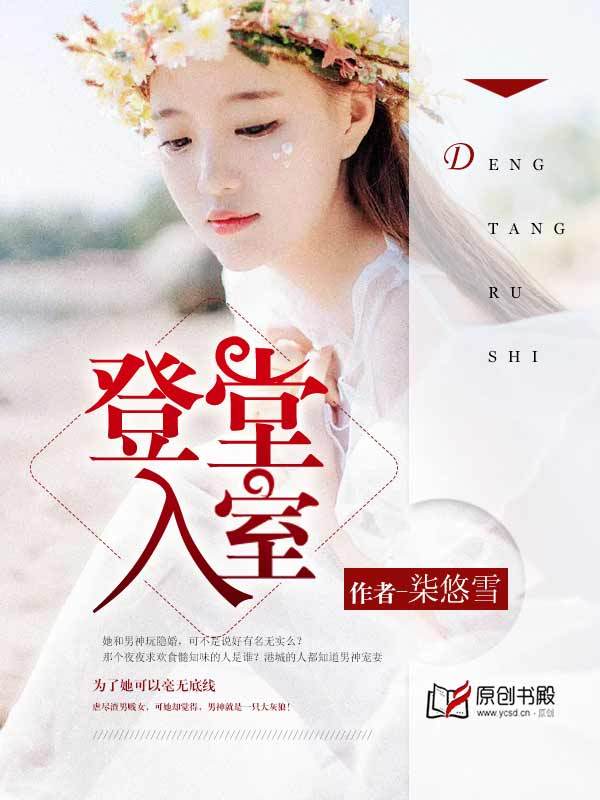 DENG
TANG
RU
SHI
登堂
入室
作者-柒悠雪
她和男神玩隐婚，可不是说好有名无实么？
那个夜夜求欢食髓知味的人是谁？港城的人都知道男神宠妻
为了她可以毫无底线
虐尽渣男贱女，可她却觉得，男神就是一只大灰狼！
原创书殿
www.ycsd.cn - 原创